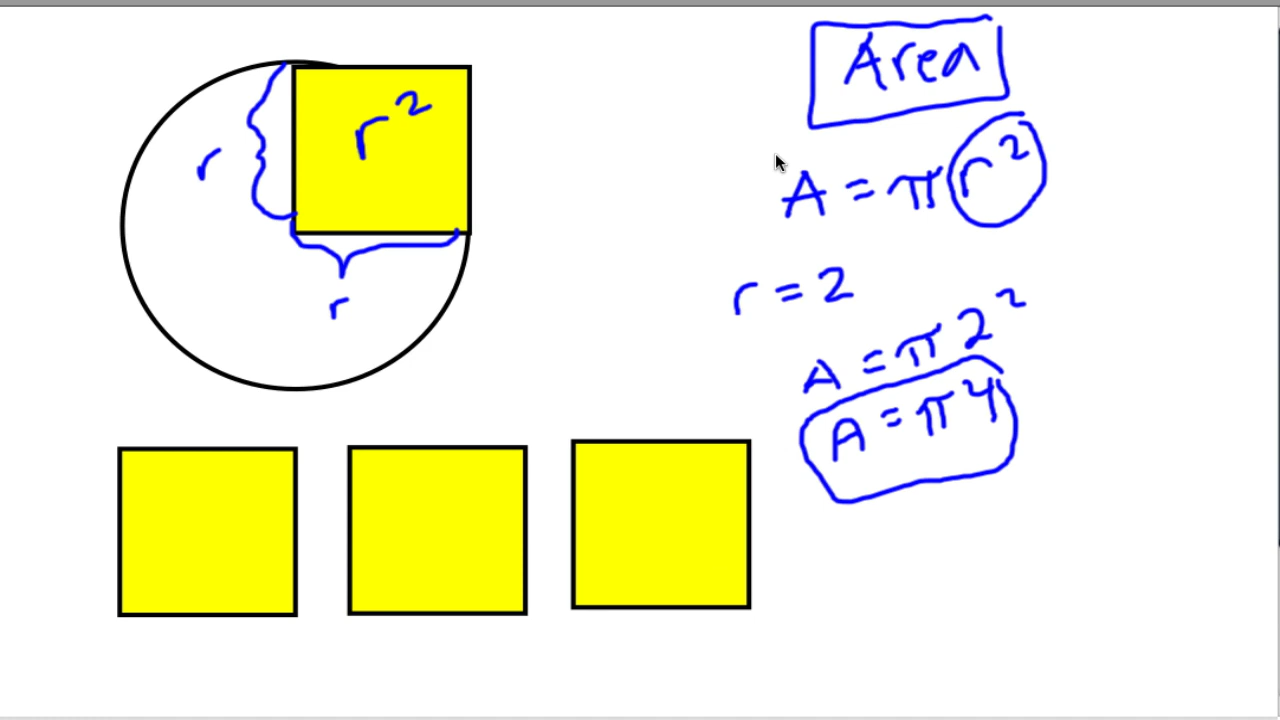 Area
r
r²
r
A = πr²
r = 2
A = π2²
A = π4